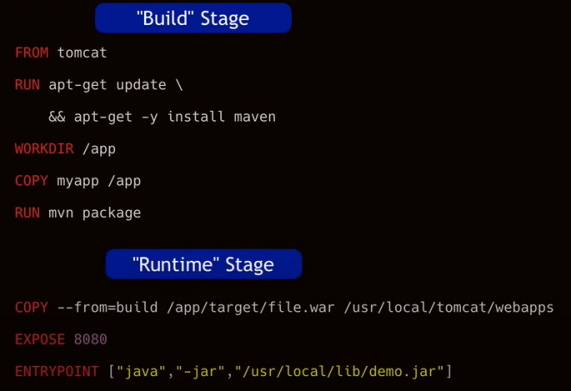 "Build" Stage
FROM tomcat
RUN apt-get update \
&& apt-get -y install maven
WORKDIR /app
COPY myapp /app
RUN mvn package
"Runtime" Stage
COPY --from=build /app/target/file.war /usr/local/tomcat/webapps
EXPOSE 8080
ENTRYPOINT ["java","-jar","/usr/local/lib/demo.jar"]